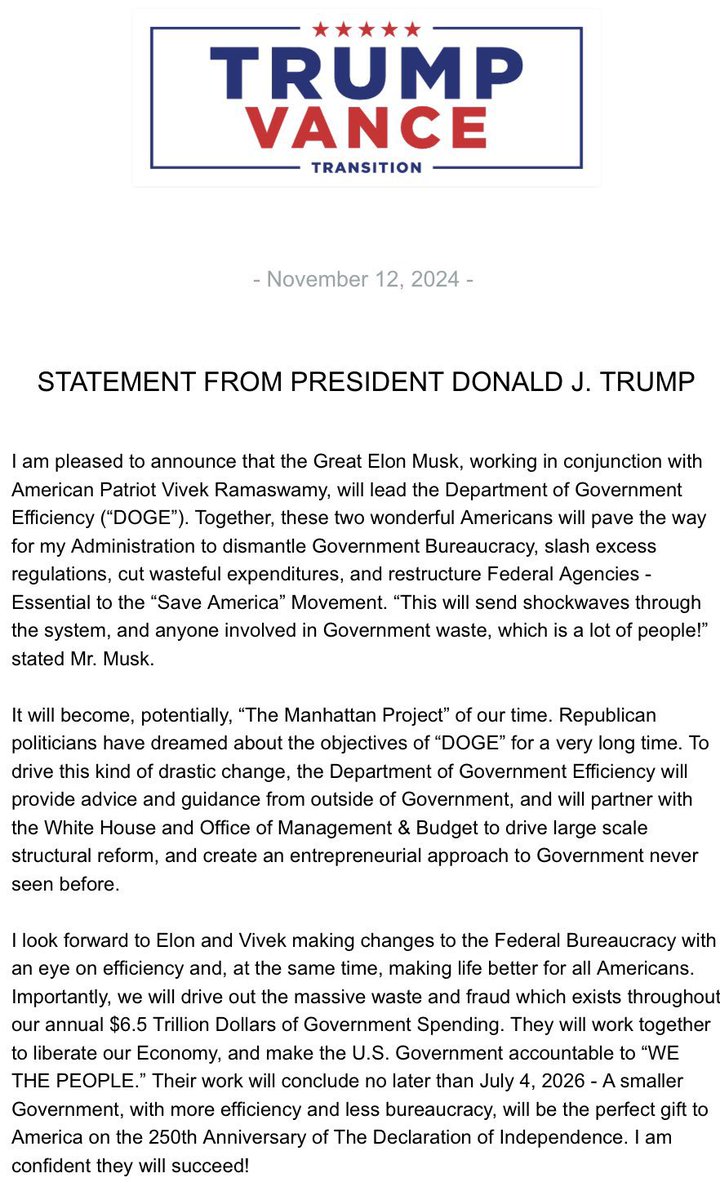 TRUMP
VANCE
TRANSITION
- November 12, 2024 -
STATEMENT FROM PRESIDENT DONALD J. TRUMP
I am pleased to announce that the Great Elon Musk, working in conjunction with
American Patriot Vivek Ramaswamy, will lead the Department of Government
Efficiency (“DOGE”). Together, these two wonderful Americans will pave the way
for my Administration to dismantle Government Bureaucracy, slash excess
regulations, cut wasteful expenditures, and restructure Federal Agencies -
Essential to the “Save America” Movement. “This will send shockwaves through
the system, and anyone involved in Government waste, which is a lot of people!”
stated Mr. Musk.
It will become, potentially, “The Manhattan Project” of our time. Republican
politicians have dreamed about the objectives of “DOGE” for a very long time. To
drive this kind of drastic change, the Department of Government Efficiency will
provide advice and guidance from outside of Government, and will partner with
the White House and Office of Management & Budget to drive large scale
structural reform, and create an entrepreneurial approach to Government never
seen before.
I look forward to Elon and Vivek making changes to the Federal Bureaucracy with
an eye on efficiency and, at the same time, making life better for all Americans.
Importantly, we will drive out the massive waste and fraud which exists throughout
our annual $6.5 Trillion Dollars of Government Spending. They will work together
to liberate our Economy, and make the U.S. Government accountable to “WE
THE PEOPLE.” Their work will conclude no later than July 4, 2026 - A smaller
Government, with more efficiency and less bureaucracy, will be the perfect gift to
America on the 250th Anniversary of The Declaration of Independence. I am
confident they will succeed!